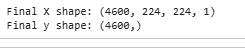 Final X shape: (4600, 224, 224, 1)
Final y shape: (4600,)